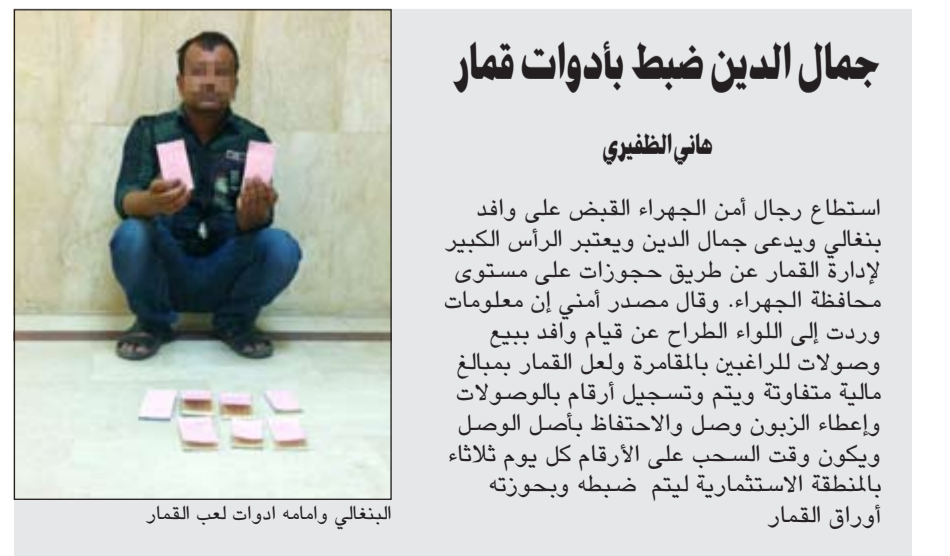 جمال الدين ضبط بأدوات قمار
هاني الظفيري
استطاع رجال أمن الجهراء القبض على وافد
بنغالي ويدعى جمال الدين ويعتبر الرأس الكبير
لإدارة القمار عن طريق حجوزات على مستوى
محافظة الجهراء. وقال مصدر أمني إن معلومات
وردت إلى اللواء الطراح عن قيام وافد ببيع
وصولات للراغبين بالمقامرة ولعل القمار بمبالغ
مالية متفاوتة ويتم وتسجيل أرقام بالوصولات
وإعطاء الزبون وصل والاحتفاظ بأصل الوصل
ويكون وقت السحب على الأرقام كل يوم ثلاثاء
بالمنطقة الاستثمارية ليتم ضبطه وبحوزته
أوراق القمار
البنغالي وامامه ادوات لعب القمار